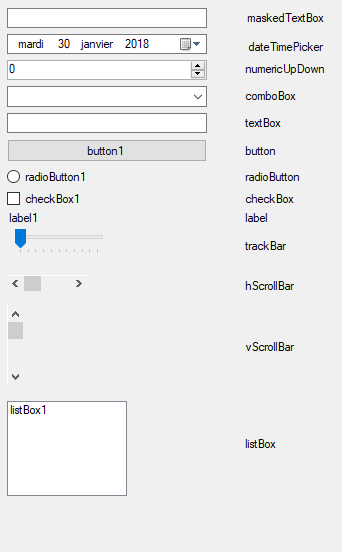 maskedTextBox
mardi 30 janvier 2018 dateTimePicker
0 numericUpDown
comboBox
textBox
button1 button
radioButton1 radioButton
checkBox1 checkBox
label1 label
trackBar
hScrollBar
vScrollBar
listBox1
listBox